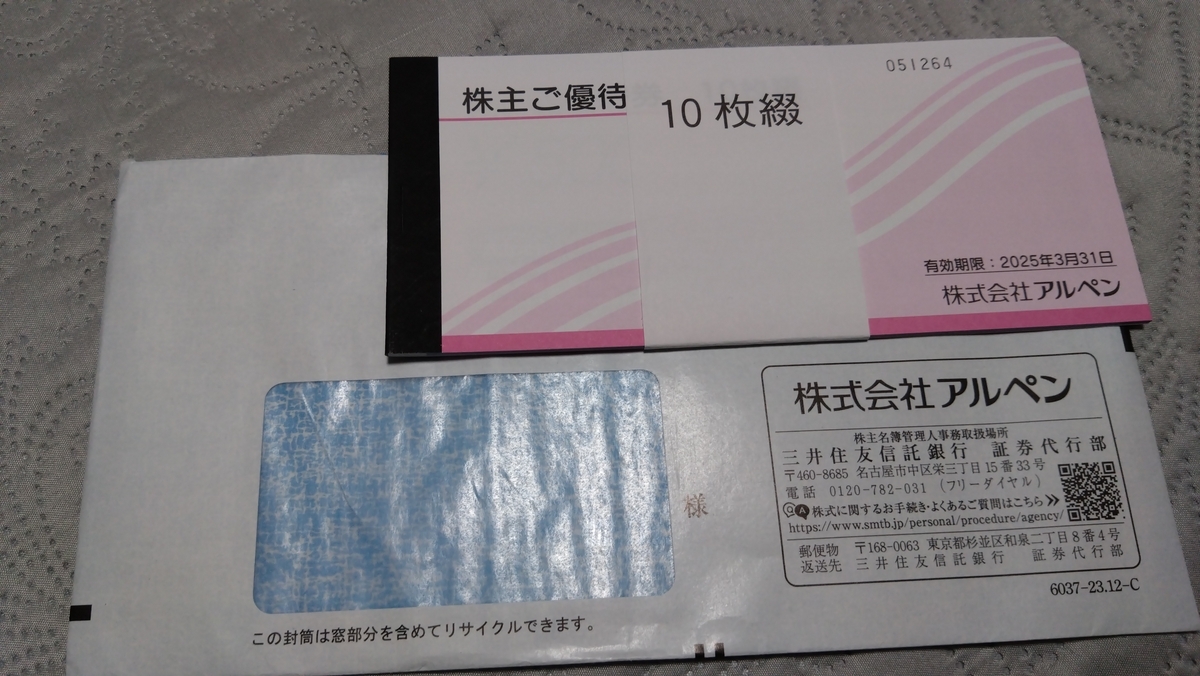 051264
株主ご優待
10枚綴
有効期限：2025年3月31日
株式会社アルペン
株式会社アルペン
株主名簿管理人事務取扱場所
三井住友信託銀行 証券代行部
〒460-8685 名古屋市中区栄三丁目15番33号
電話 0120-782-031 (フリーダイヤル)
QA 株式に関するお手続き・よくあるご質問はこちら
https://www.smtb.jp/personal/procedure/agency/
郵便物 〒168-0063 東京都杉並区和泉二丁目8番4号
返送先 三井住友信託銀行 証券代行部
様
6037-23.12-C
この封筒は窓部分を含めてリサイクルできます。